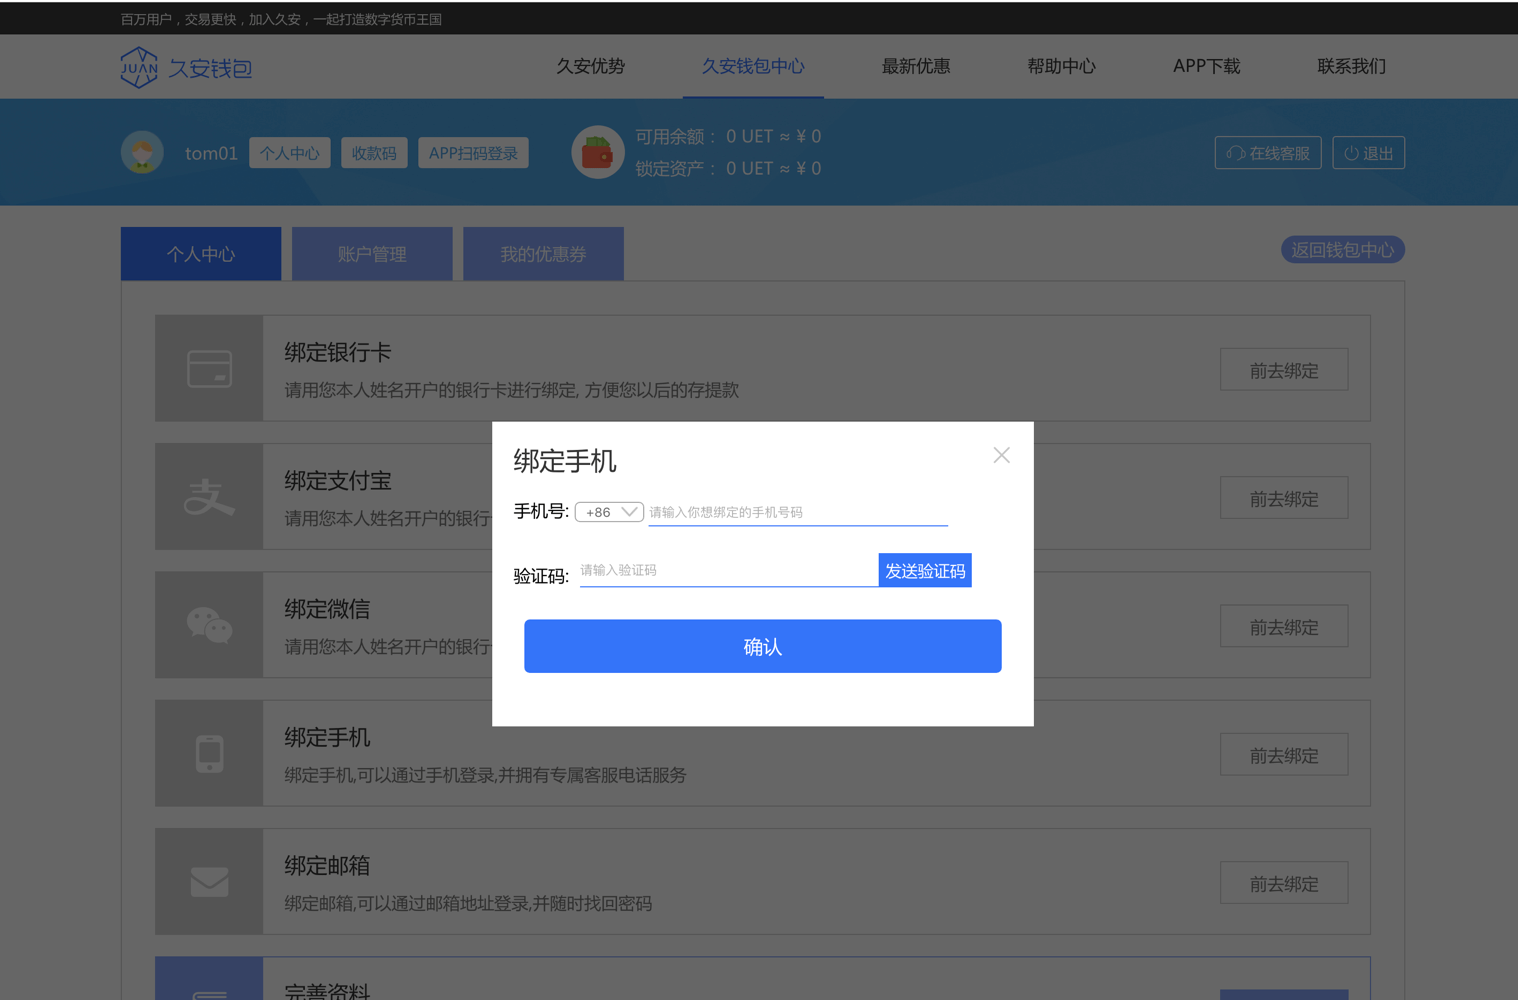 百万用户，交易更快，加入久安，一起打造数字货币王国
JUAN 久安钱包
久安优势 久安钱包中心 最新优惠 帮助中心 APP下载 联系我们
tom01 个人中心 收款码 APP扫码登录
可用余额： 0 UET ≈ ¥ 0
锁定资产： 0 UET ≈ ¥ 0
在线客服 退出
个人中心 账户管理 我的优惠券 返回钱包中心
绑定银行卡
请用您本人姓名开户的银行卡进行绑定, 方便您以后的存提款
前去绑定
绑定支付宝
请用您本人姓名开户的银行
前去绑定
绑定微信
请用您本人姓名开户的银行
前去绑定
绑定手机
手机号: +86 请输入你想绑定的手机号码
验证码: 请输入验证码 发送验证码
确认
绑定手机
绑定手机,可以通过手机登录,并拥有专属客服电话服务
前去绑定
绑定邮箱
绑定邮箱,可以通过邮箱地址登录,并随时找回密码
前去绑定
完善资料